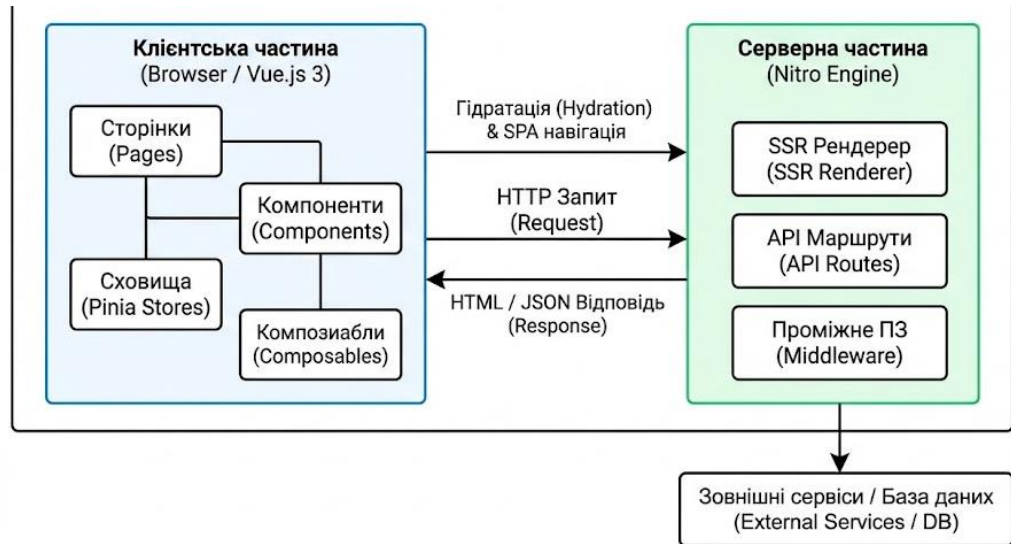 Клієнтська частина
(Browser / Vue.js 3)
Сторінки
(Pages)
Компоненти
(Components)
Сховища
(Pinia Stores)
Композиабли
(Composables)
Гідратація (Hydration)
& SPA навігація
HTTP Запит
(Request)
HTML / JSON Відповідь
(Response)
Серверна частина
(Nitro Engine)
SSR Рендерер
(SSR Renderer)
API Маршрути
(API Routes)
Проміжне ПЗ
(Middleware)
Зовнішні сервіси / База даних
(External Services / DB)